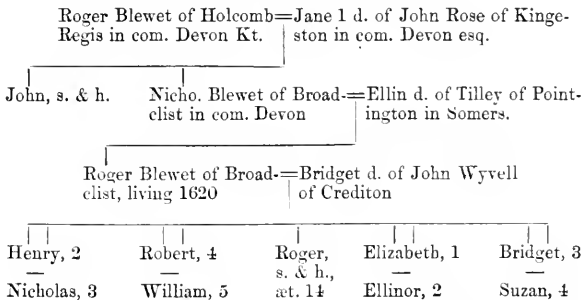 Roger Blewet of Holcomb=Jane 1 d. of John Rose of Kinge-
Regis in com. Devon Kt. ston in com. Devon esq.
John, s. & h. Nicho. Blewet of Broad-=Ellin d. of Tilley of Point-
clist in com. Devon ington in Somers.
Roger Blewet of Broad-=Bridget d. of John Wyvell
clist, living 1620 of Crediton
Henry, 2 Robert, 4 Roger, Elizabeth, 1 Bridget, 3
s. & h.,
Nicholas, 3 William, 5 æt. 14 Ellinor, 2 Suzan, 4